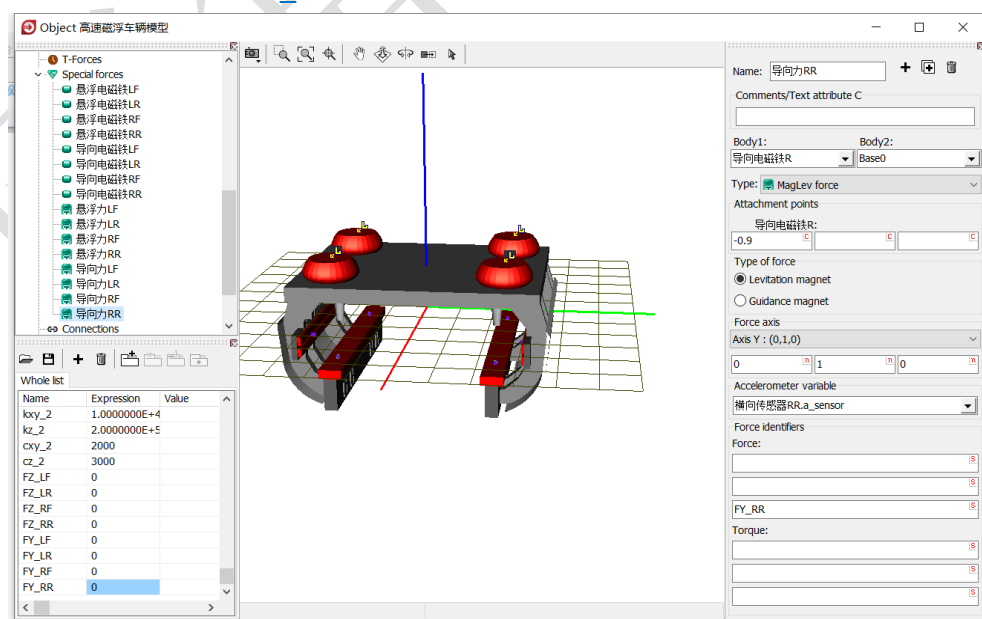 Object 高速磁浮车辆模型
T-Forces
Special forces
悬浮电磁铁LF
悬浮电磁铁LR
悬浮电磁铁RF
悬浮电磁铁RR
导向电磁铁LF
导向电磁铁LR
导向电磁铁RF
导向电磁铁RR
悬浮力LF
悬浮力LR
悬浮力RF
悬浮力RR
导向力LF
导向力LR
导向力RF
导向力RR
Connections
Whole list
Name Expression Value
kxy_2 1.0000000E+4
kz_2 2.0000000E+5
cxy_2 2000
cz_2 3000
FZ_LF 0
FZ_LR 0
FZ_RF 0
FZ_RR 0
FY_LF 0
FY_LR 0
FY_RF 0
FY_RR 0
L
L
L
L
Name: 导向力RR
Comments/Text attribute C
Body1: Body2:
导向电磁铁R Base0
Type: MagLev force
Attachment points
导向电磁铁R:
-0.9 C C C
Type of force
Levitation magnet
Guidance magnet
Force axis
Axis Y : (0,1,0)
0 n 1 n 0 n
Accelerometer variable
横向传感器RR.a_sensor
Force identifiers
Force:
S
S
FY_RR S
Torque:
S
S
S